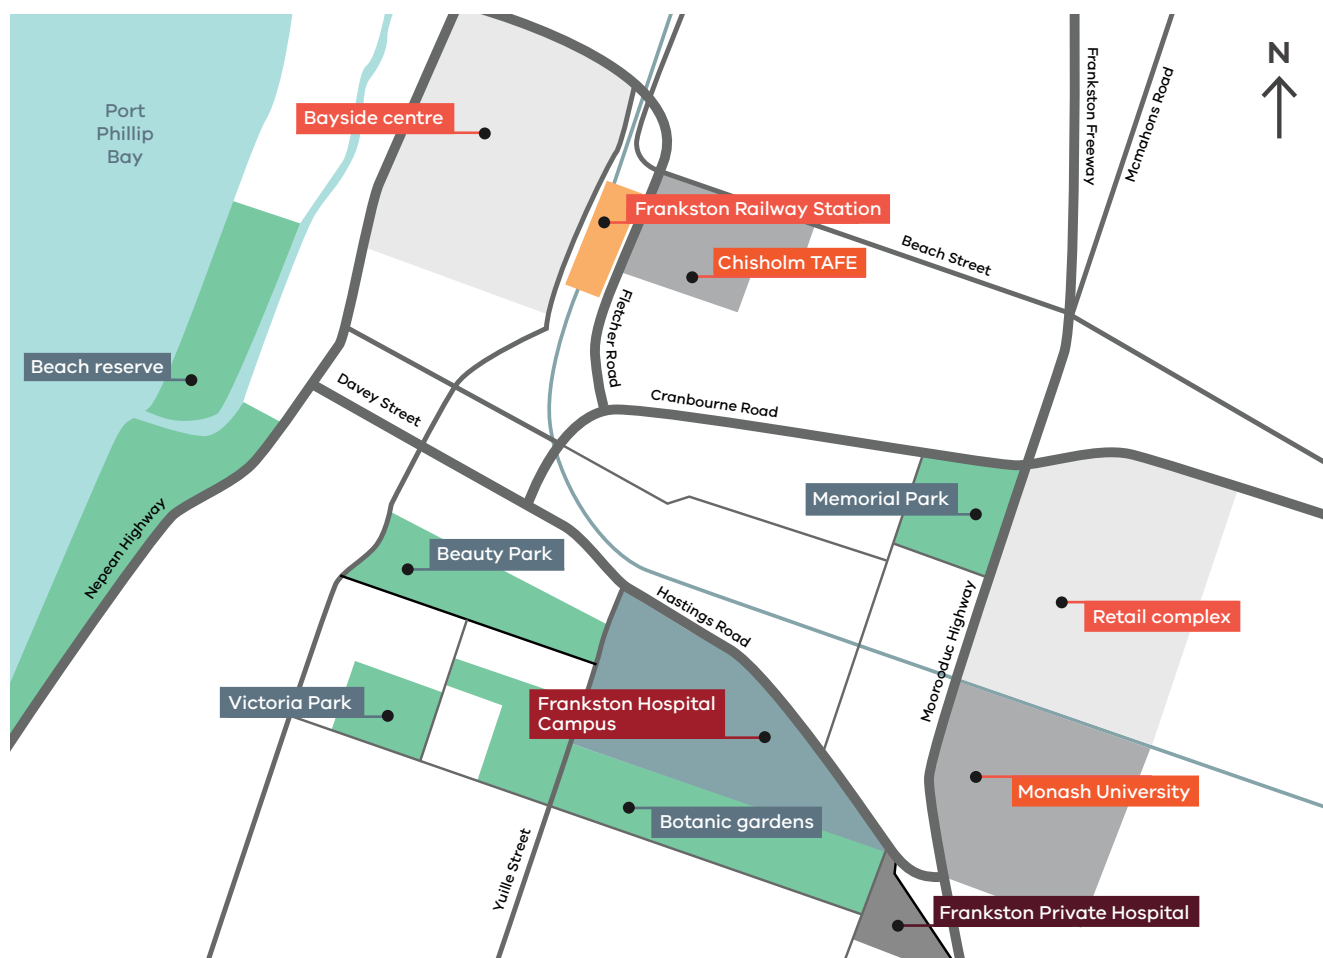 N
Port
Phillip
Bay
Bayside centre
Frankston Freeway
Mcmahons Road
Frankston Railway Station
Chisholm TAFE
Beach Street
Fletcher Road
Beach reserve
Davey Street
Cranbourne Road
Memorial Park
Nepean Highway
Beauty Park
Hastings Road
Moorooduc Highway
Retail complex
Victoria Park
Frankston Hospital
Campus
Monash University
Botanic gardens
Yuille Street
Frankston Private Hospital